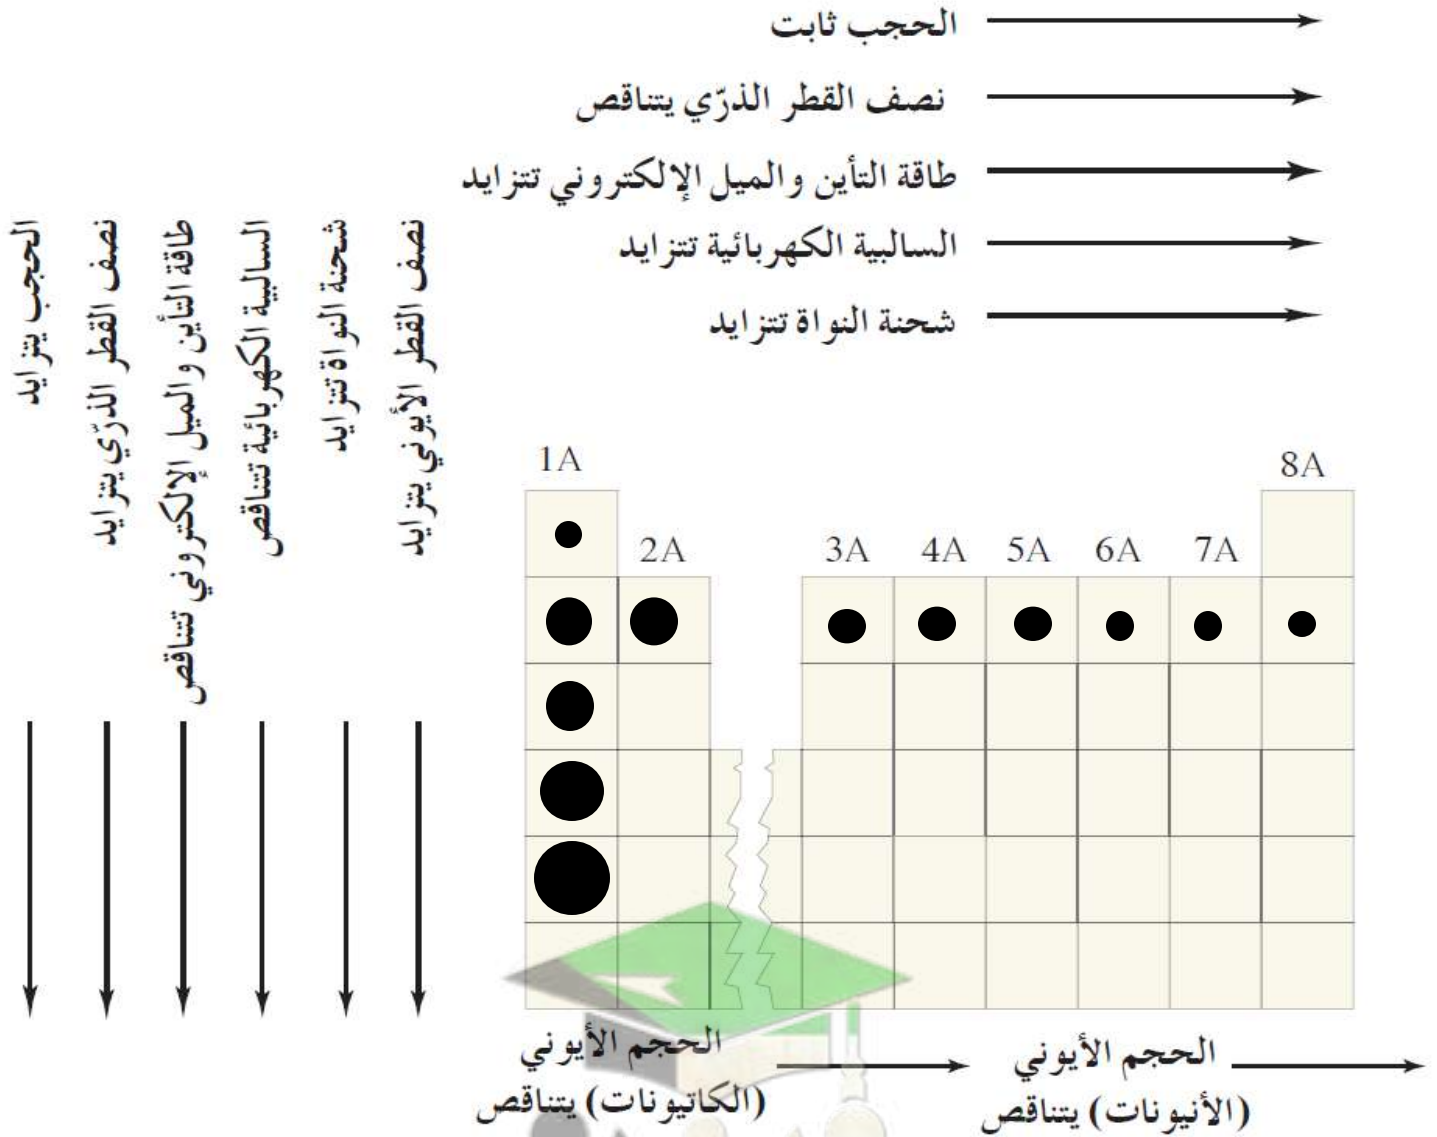 الحجب ثابت
نصف القطر الذرّي يتناقص
طاقة التأين والميل الإلكتروني تتزايد
السالبية الكهربائية تتزايد
شحنة النواة تتزايد
الحجب يتزايد
نصف القطر الذرّي يتزايد
طاقة التأين والميل الإلكتروني تتناقص
السالبية الكهربائية تتناقص
شحنة النواة تتزايد
نصف القطر الأيوني يتزايد
1A
8A
2A
3A
4A
5A
6A
7A
الحجم الأيوني
(الكاتيونات) يتناقص
الحجم الأيوني
(الأنيونات) يتناقص